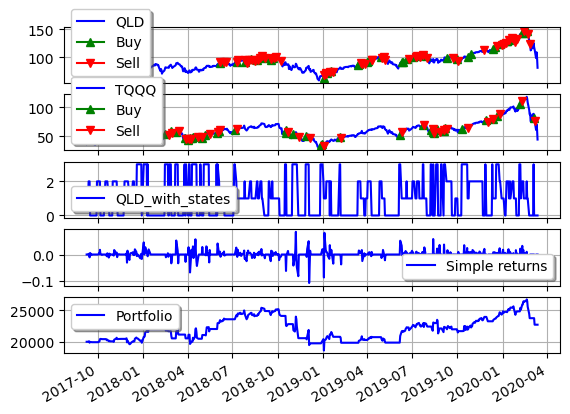 150
100
QLD
Buy
Sell
100
50
TQQQ
Buy
Sell
2
0
QLD_with_states
0.0
−0.1
Simple returns
25000
20000
Portfolio
2017-10 2018-01 2018-04 2018-07 2018-10 2019-01 2019-04 2019-07 2019-10 2020-01 2020-04